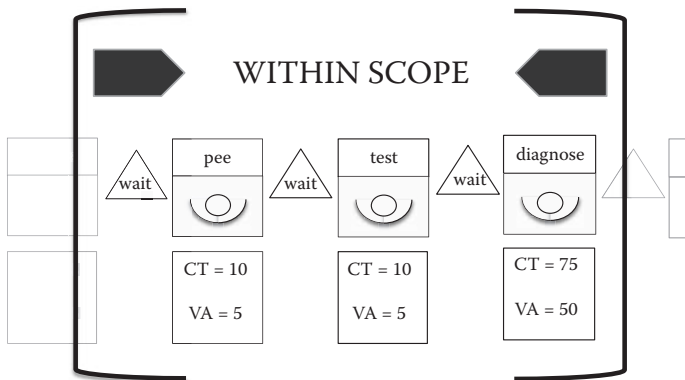 WITHIN SCOPE
wait
pee
wait
test
wait
diagnose
CT = 10
VA = 5
CT = 10
VA = 5
CT = 75
VA = 50